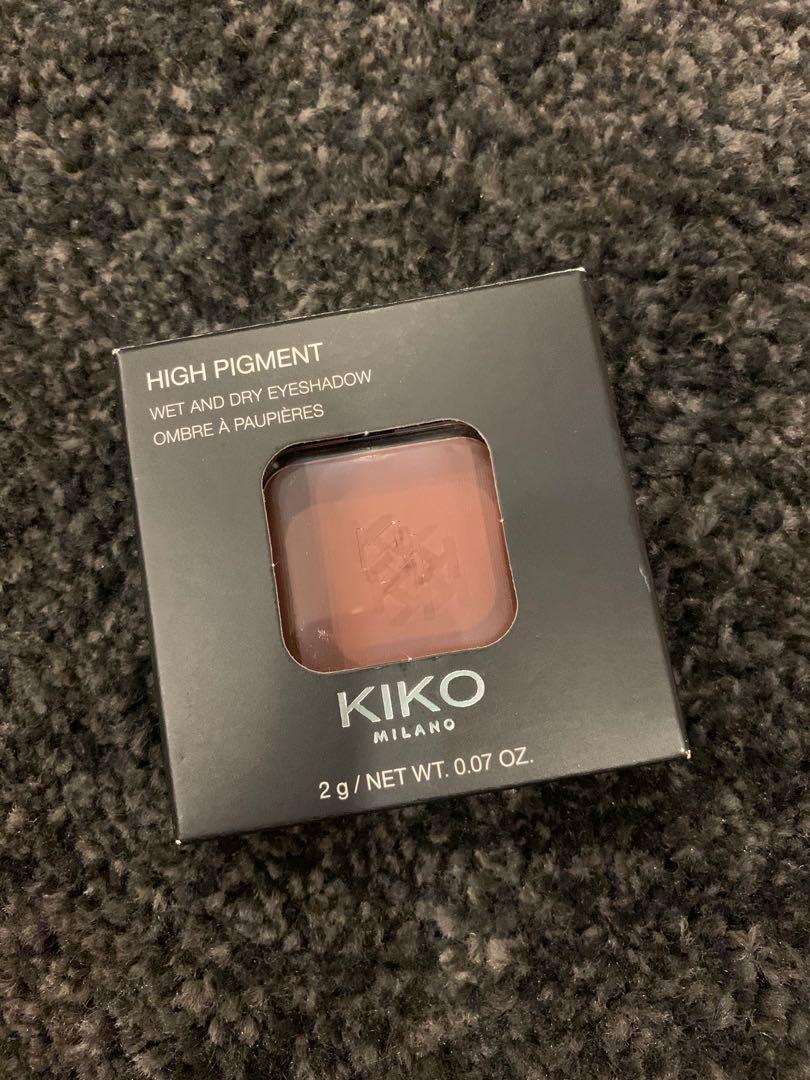 HIGH PIGMENT
WET AND DRY EYESHADOW
OMBRE À PAUPIÈRES
KIKO
MILANO
2 g / NET WT. 0.07 OZ.